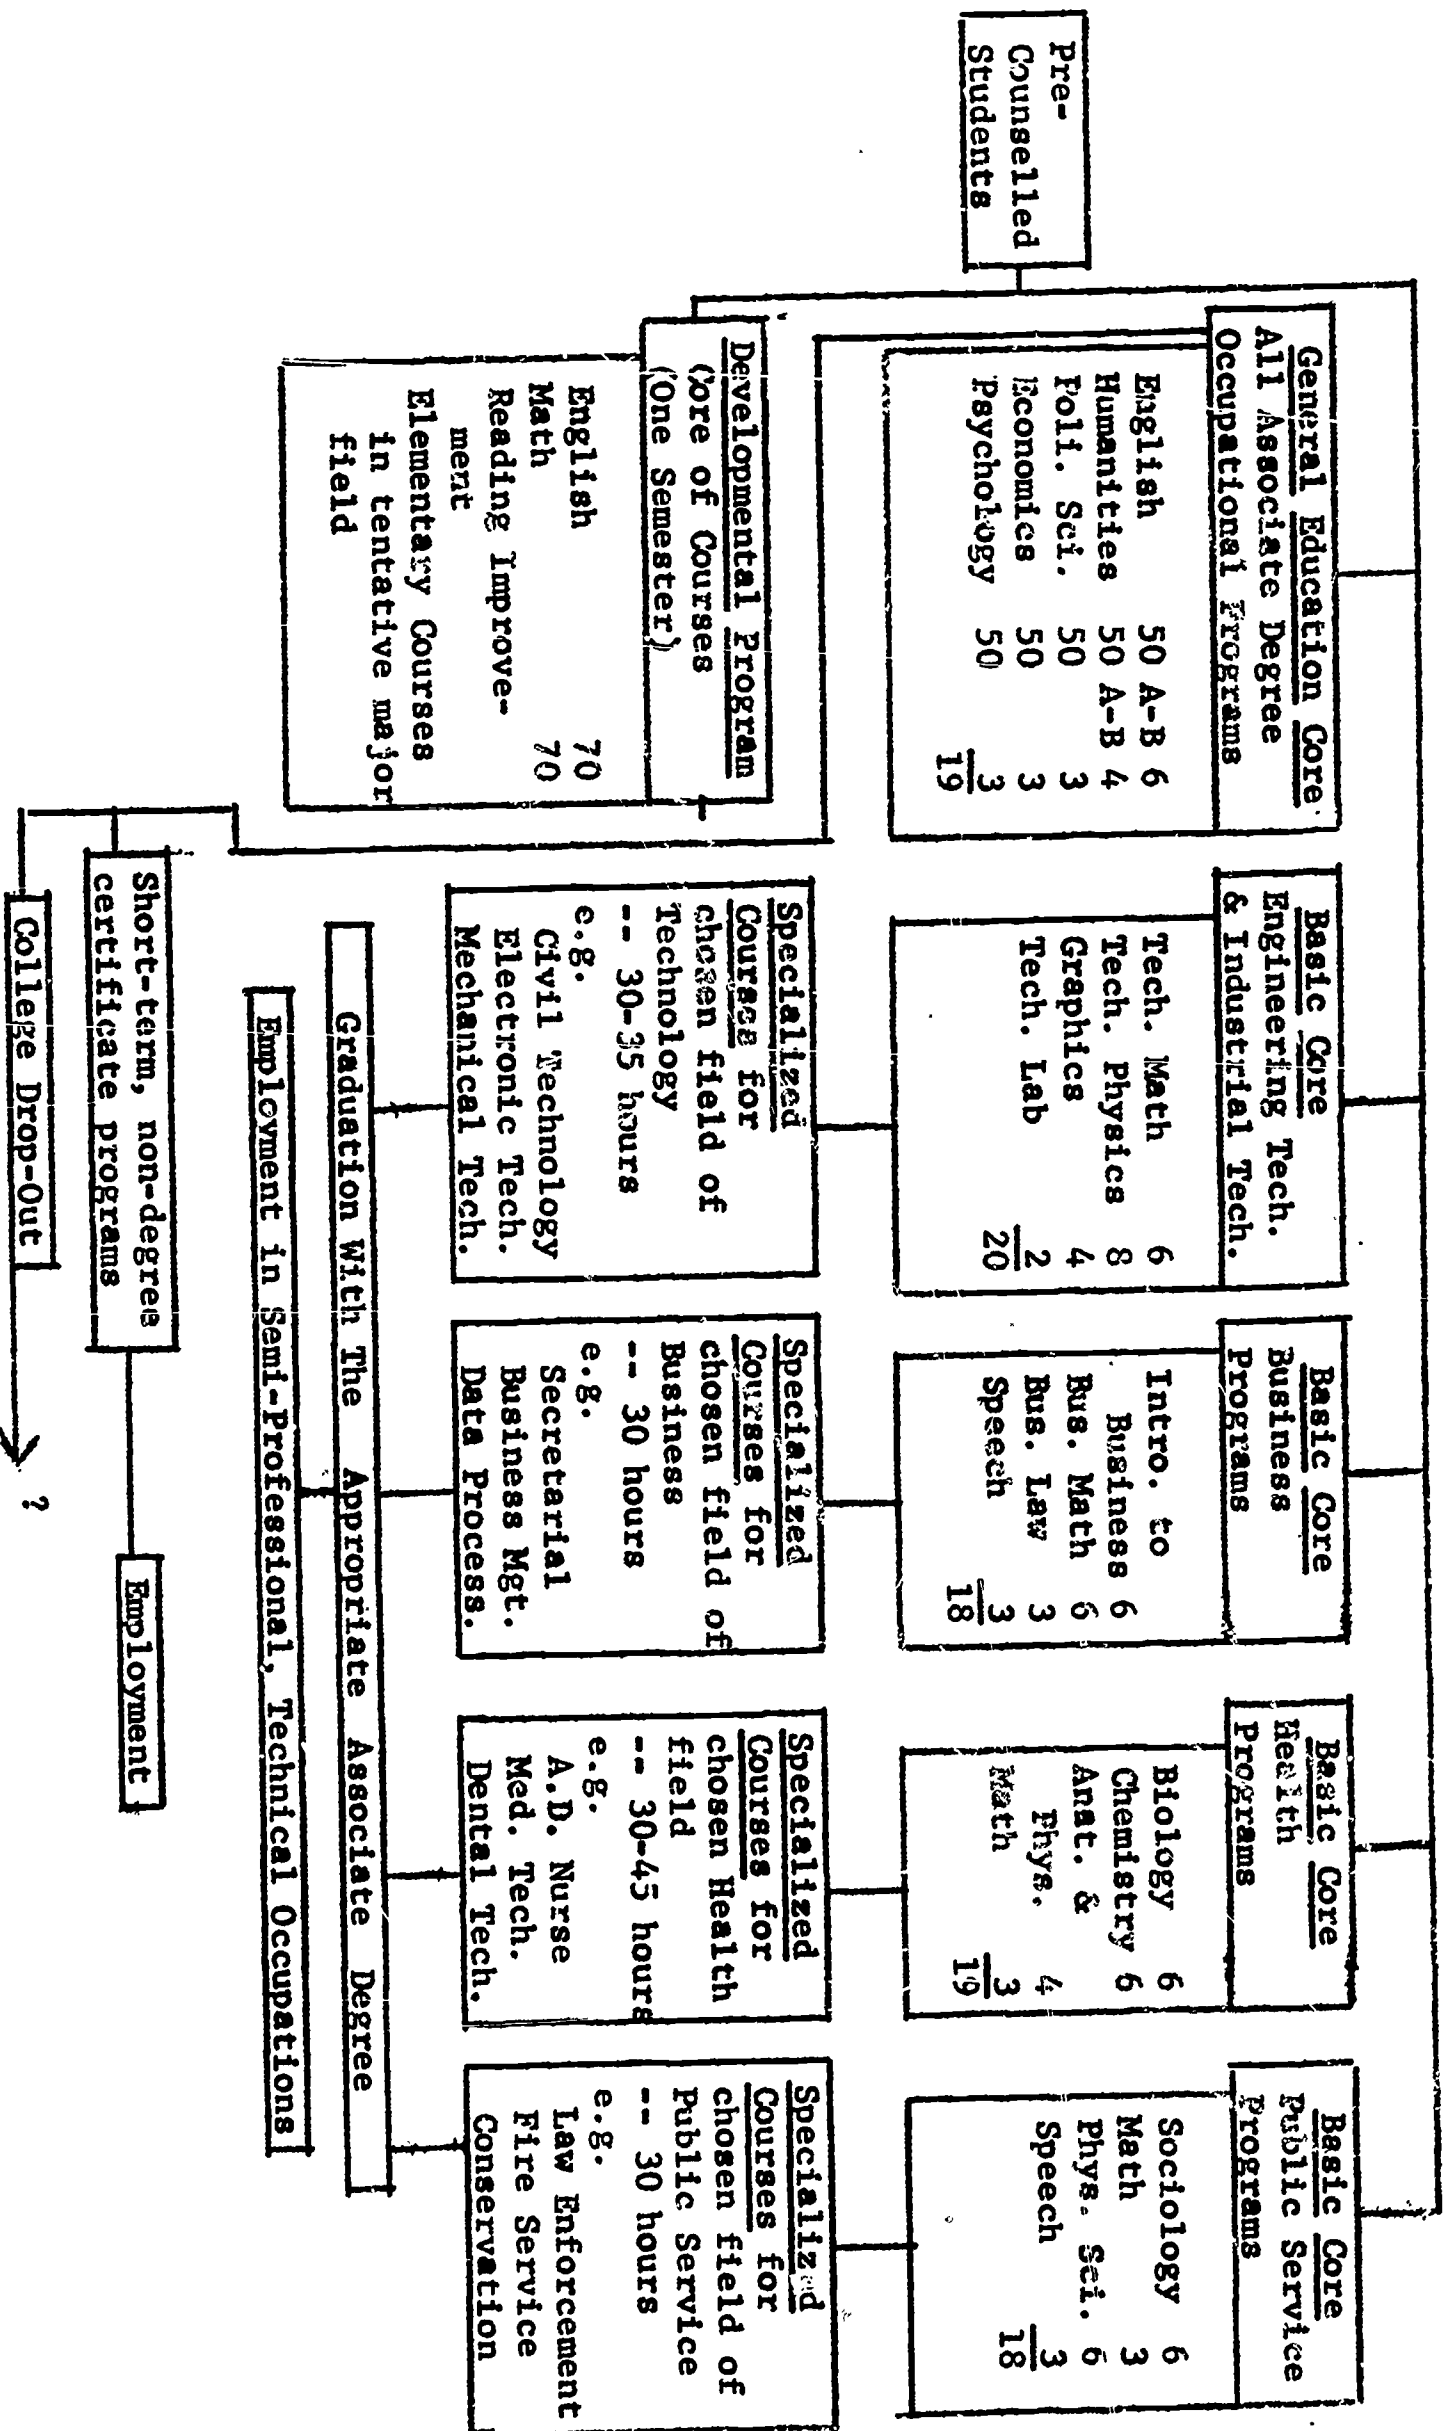 Pre-
Counselled
Students
General Education Core
All Associate Degree
Occupational Programs
English 50 A-B 6
Humanities 50 A-B 4
Poli. Sci. 50 3
Economics 50 3
Psychology 50 3
19
Basic Core
Engineering Tech.
& Industrial Tech.
Tech. Math 6
Tech. Physics 8
Graphics 4
Tech. Lab 2
20
Basic Core
Business
Programs
Intro. to
Business 6
Bus. Math 6
Bus. Law 3
Speech 3
18
Basic Core
Health
Programs
Biology 6
Chemistry 6
Anat. &
Phys. 4
Math 3
19
Basic Core
Public Service
Programs
Sociology 6
Math 3
Phys. Sci. 6
Speech 3
18
Developmental Program
Core of Courses
(One Semester)
English 70
Math 70
Reading Improve-
ment
Elementary Courses
in tentative major
field
Specialized
Courses for
chosen field of
Technology
-- 30-35 hours
e.g.
Civil Technology
Electronic Tech.
Mechanical Tech.
Specialized
Courses for
chosen field of
Business
-- 30 hours
e.g.
Secretarial
Business Mgt.
Data Process.
Specialized
Courses for
chosen Health
field
-- 30-45 hours
e.g.
A.D. Nurse
Med. Tech.
Dental Tech.
Specialized
Courses for
chosen field of
Public Service
-- 30 hours
e.g.
Law Enforcement
Fire Service
Conservation
Graduation With The Appropriate Associate Degree
Employment in Semi-Professional, Technical Occupations
Short-term, non-degree
certificate programs
Employment
College Drop-Out
?